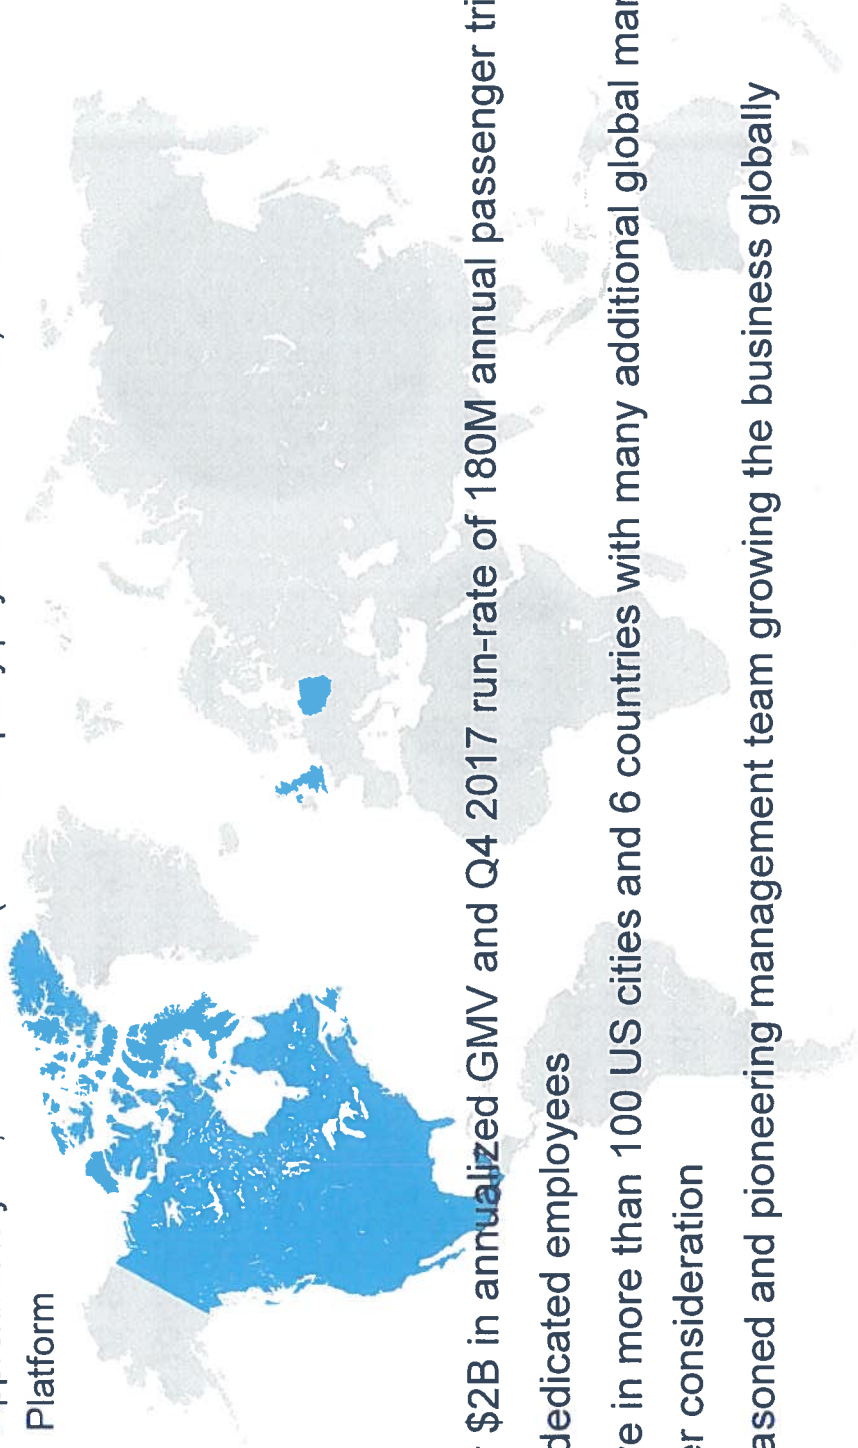 Platform
$2B in annualized GMV and Q4 2017 run-rate of 180M annual passenger tri
dedicated employees
e in more than 100 US cities and 6 countries with many additional global mar
r consideration
asoned and pioneering management team growing the business globally